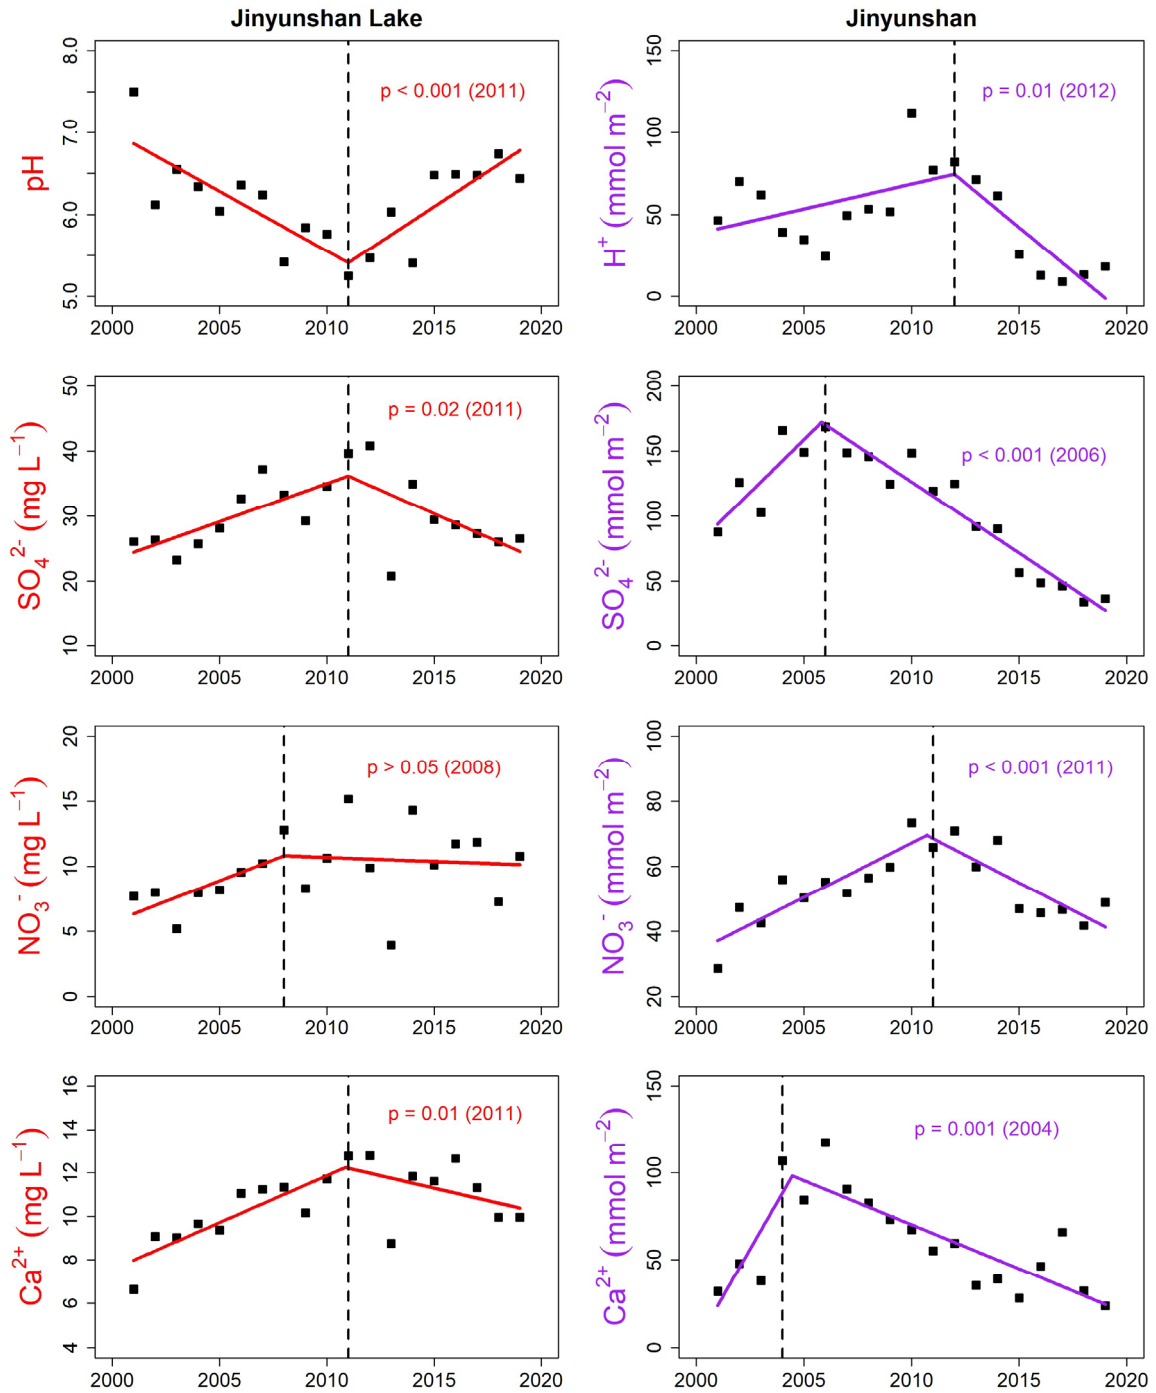 Jinyunshan Lake
Jinyunshan
pH
8.0
7.0
6.0
5.0
p < 0.001 (2011)
2000 2005 2010 2015 2020
H⁺ (mmol m⁻²)
150
100
50
0
p = 0.01 (2012)
2000 2005 2010 2015 2020
SO₄²⁻ (mg L⁻¹)
50
40
30
20
10
p = 0.02 (2011)
2000 2005 2010 2015 2020
SO₄²⁻ (mmol m⁻²)
200
150
100
50
0
p < 0.001 (2006)
2000 2005 2010 2015 2020
NO₃⁻ (mg L⁻¹)
20
15
10
5
0
p > 0.05 (2008)
2000 2005 2010 2015 2020
NO₃⁻ (mmol m⁻²)
100
80
60
40
20
p < 0.001 (2011)
2000 2005 2010 2015 2020
Ca²⁺ (mg L⁻¹)
16
14
12
10
8
6
4
p = 0.01 (2011)
2000 2005 2010 2015 2020
Ca²⁺ (mmol m⁻²)
150
100
50
0
p = 0.001 (2004)
2000 2005 2010 2015 2020